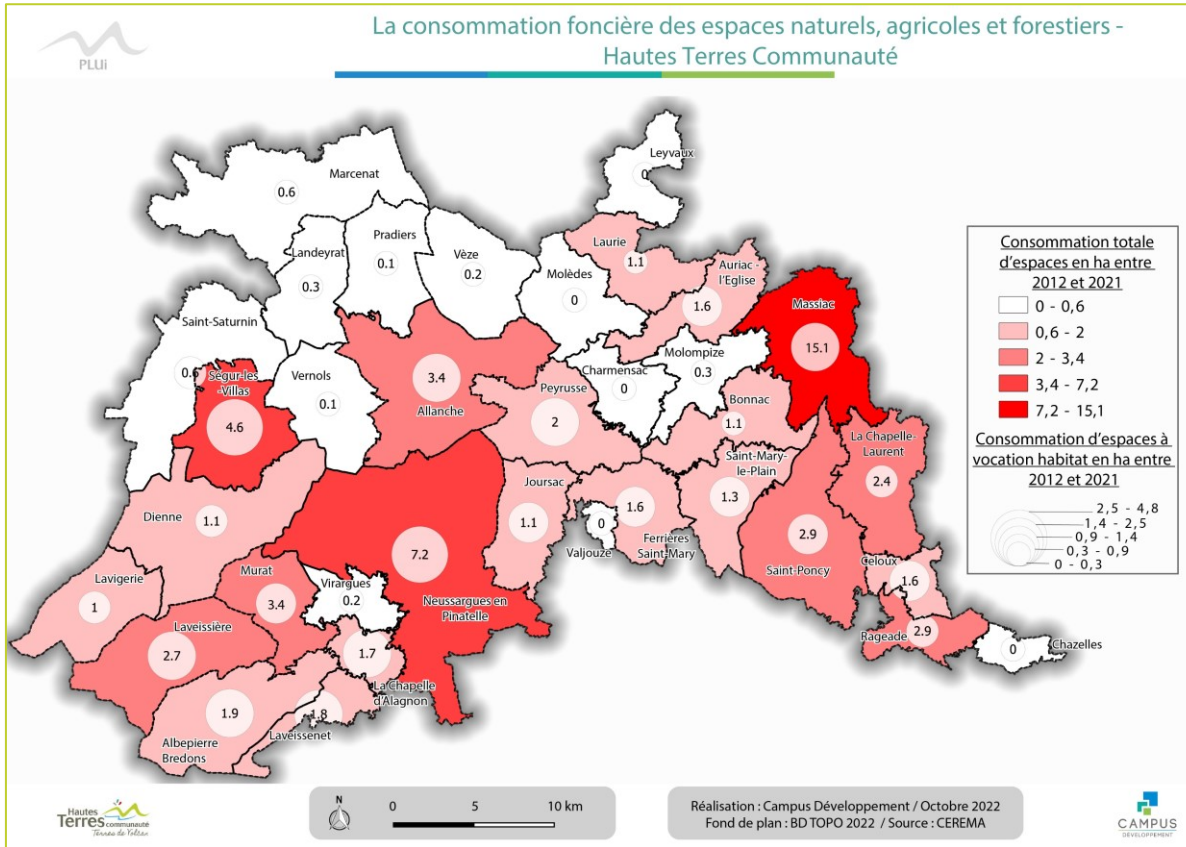 La consommation foncière des espaces naturels, agricoles et forestiers -
Hautes Terres Communauté
PLUi
Leyvaux
0
Marcenat
0.6
Landeyrat
0.3
Pradiers
0.1
Vèze
0.2
Molèdes
0
Laurie
1.1
Auriac -
l'Eglise
1.6
Massiac
15.1
Saint-Saturnin
0.6
Ségur-les
-Villas
4.6
Vernols
0.1
Allanche
3.4
Peyrusse
2
Charmensac
0
Molompize
0.3
Bonnac
1.1
La Chapelle-
Laurent
2.4
Saint-Mary-
le-Plain
1.3
Joursac
1.1
Dienne
1.1
Neussargues en
Pinatelle
7.2
Valjouze
0
Ferrières
Saint-Mary
1.6
Saint-Poncy
2.9
Celoux
1.6
Rageade
2.9
Chazelles
0
Lavigerie
1
Murat
3.4
Virargues
0.2
Laveissière
2.7
La Chapelle
d'Alagnon
1.7
Albepierre
Bredons
1.9
Laveissenet
1.8
Consommation totale
d'espaces en ha entre
2012 et 2021
0 - 0,6
0,6 - 2
2 - 3,4
3,4 - 7,2
7,2 - 15,1
Consommation d'espaces à
vocation habitat en ha entre
2012 et 2021
2,5 - 4,8
1,4 - 2,5
0,9 - 1,4
0,3 - 0,9
0 - 0,3
Hautes
Terres communauté
Terres de Volcan
N
0 5 10 km
Réalisation : Campus Développement / Octobre 2022
Fond de plan : BD TOPO 2022 / Source : CEREMA
CAMPUS
DÉVELOPPEMENT